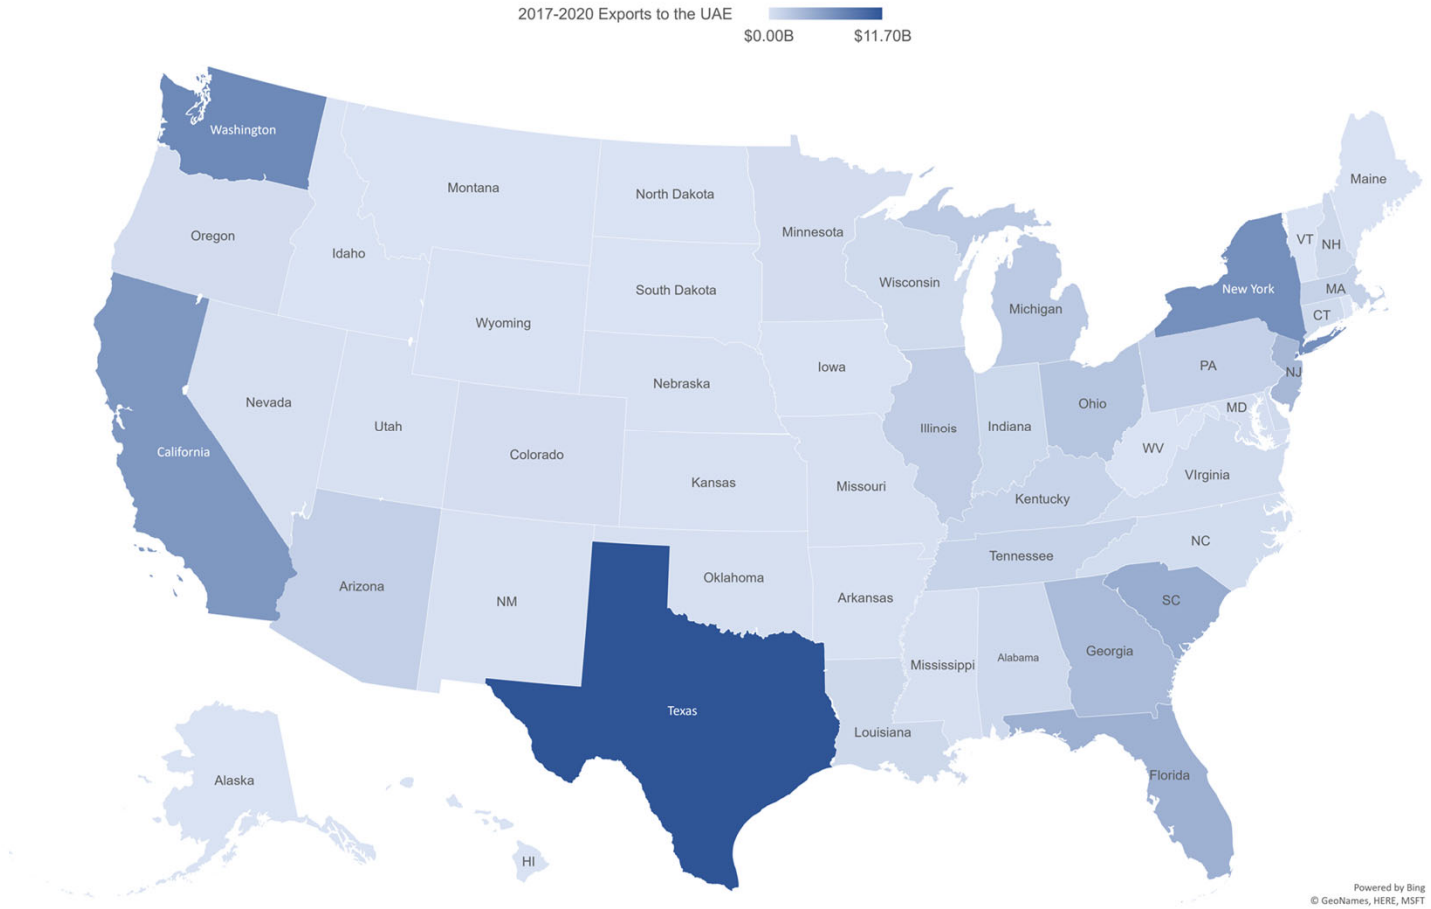 2017-2020 Exports to the UAE
$0.00B $11.70B
Washington
Montana
North Dakota
Maine
Oregon
Minnesota
VT
NH
Idaho
Wisconsin
South Dakota
New York
MA
Michigan
CT
Wyoming
Iowa
PA
NJ
Nebraska
Nevada
Ohio
MD
Utah
Illinois
Indiana
California
WV
Colorado
VIrginia
Kansas
Missouri
Kentucky
NC
Tennessee
Oklahoma
Arizona
NM
Arkansas
SC
Georgia
Mississippi
Alabama
Texas
Louisiana
Florida
Alaska
HI
Powered by Bing
© GeoNames, HERE, MSFT